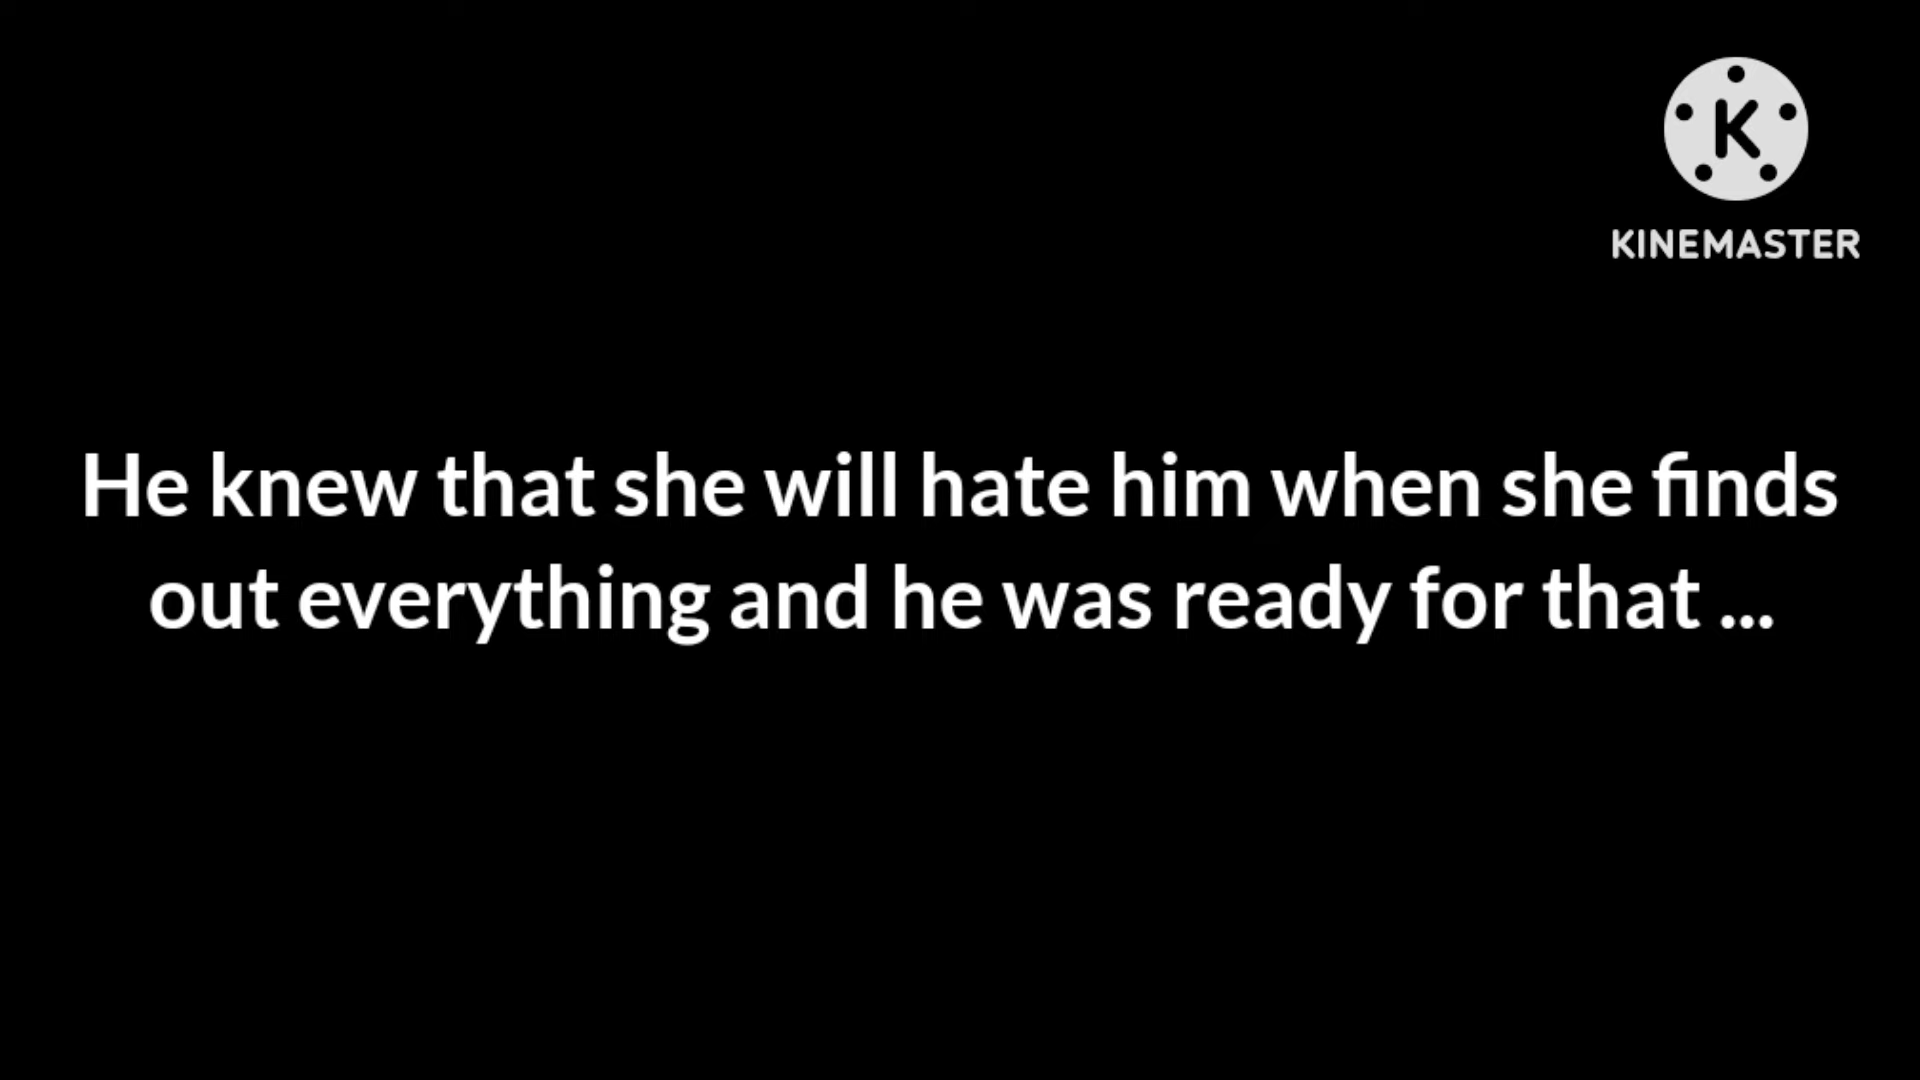 K
KINEMASTER
He knew that she will hate him when she finds
out everything and he was ready for that ...